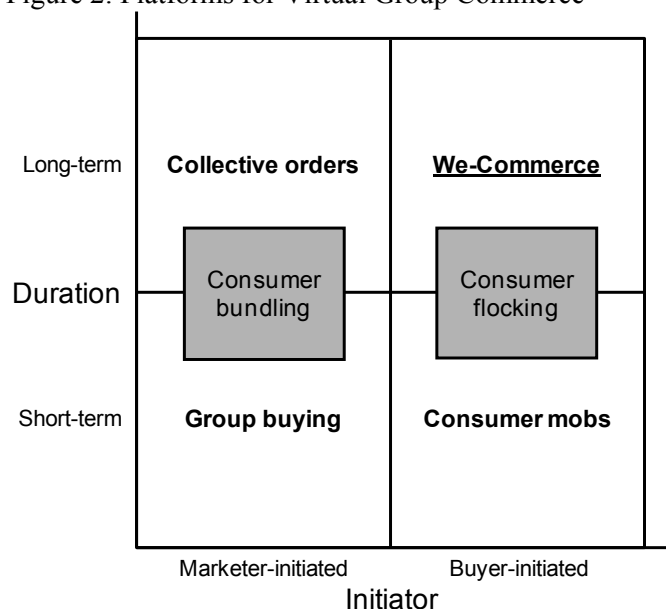 Figure 2: Platforms for Virtual Group Commerce
Long-term
Collective orders
We-Commerce
Duration
Consumer
bundling
Consumer
flocking
Short-term
Group buying
Consumer mobs
Marketer-initiated
Buyer-initiated
Initiator